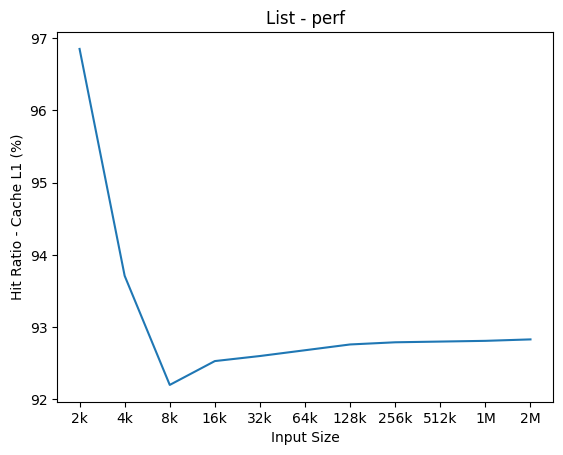 List - perf
97
96
95
94
93
92
Hit Ratio - Cache L1 (%)
2k 4k 8k 16k 32k 64k 128k 256k 512k 1M 2M
Input Size